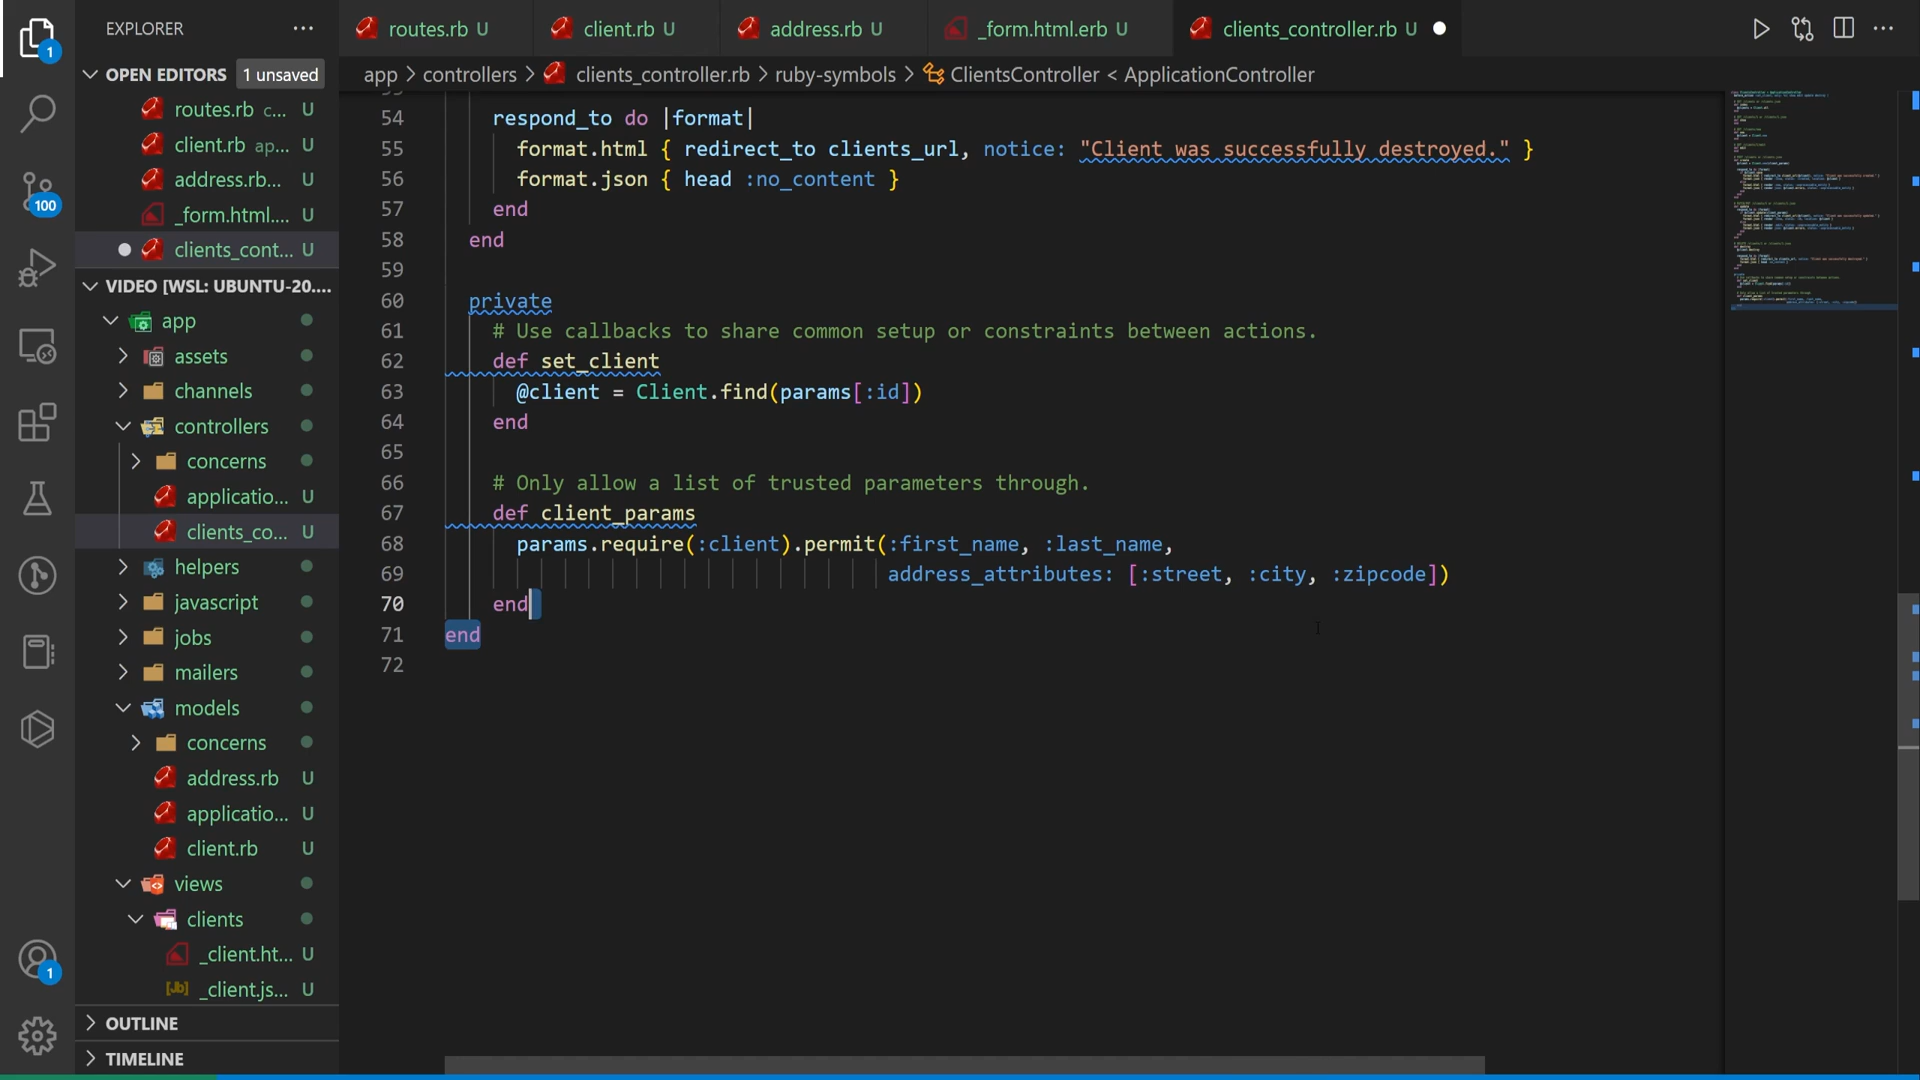 EXPLORER
OPEN EDITORS 1 unsaved
routes.rb c... U
client.rb ap... U
address.rb... U
_form.html.... U
clients_cont... U
VIDEO [WSL: UBUNTU-20....
app
assets
channels
controllers
concerns
applicatio... U
clients_co... U
helpers
javascript
jobs
mailers
models
concerns
address.rb U
applicatio... U
client.rb U
views
clients
_client.ht... U
_client.js... U
OUTLINE
TIMELINE
1
100
1
routes.rb U
client.rb U
address.rb U
_form.html.erb U
clients_controller.rb U
app > controllers > clients_controller.rb > ruby-symbols > ClientsController < ApplicationController
54 respond_to do |format|
55 format.html { redirect_to clients_url, notice: "Client was successfully destroyed." }
56 format.json { head :no_content }
57 end
58 end
59
60 private
61 # Use callbacks to share common setup or constraints between actions.
62 def set_client
63 @client = Client.find(params[:id])
64 end
65
66 # Only allow a list of trusted parameters through.
67 def client_params
68 params.require(:client).permit(:first_name, :last_name,
69 address_attributes: [:street, :city, :zipcode])
70 end
71 end
72